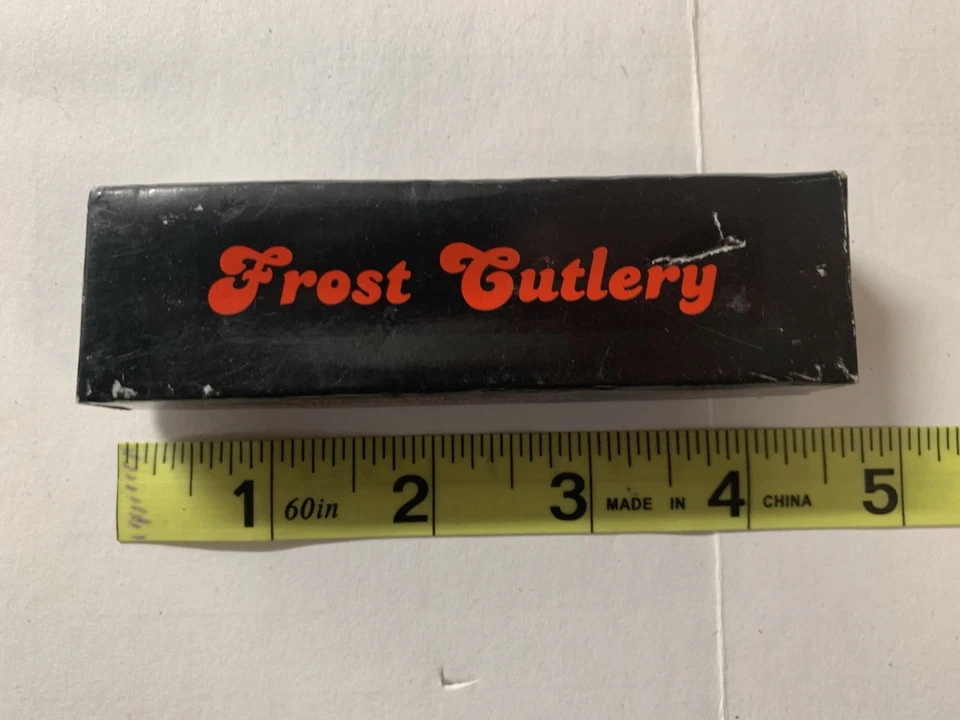 Frost Cutlery
1 60in 2 3 MADE IN 4 CHINA 5